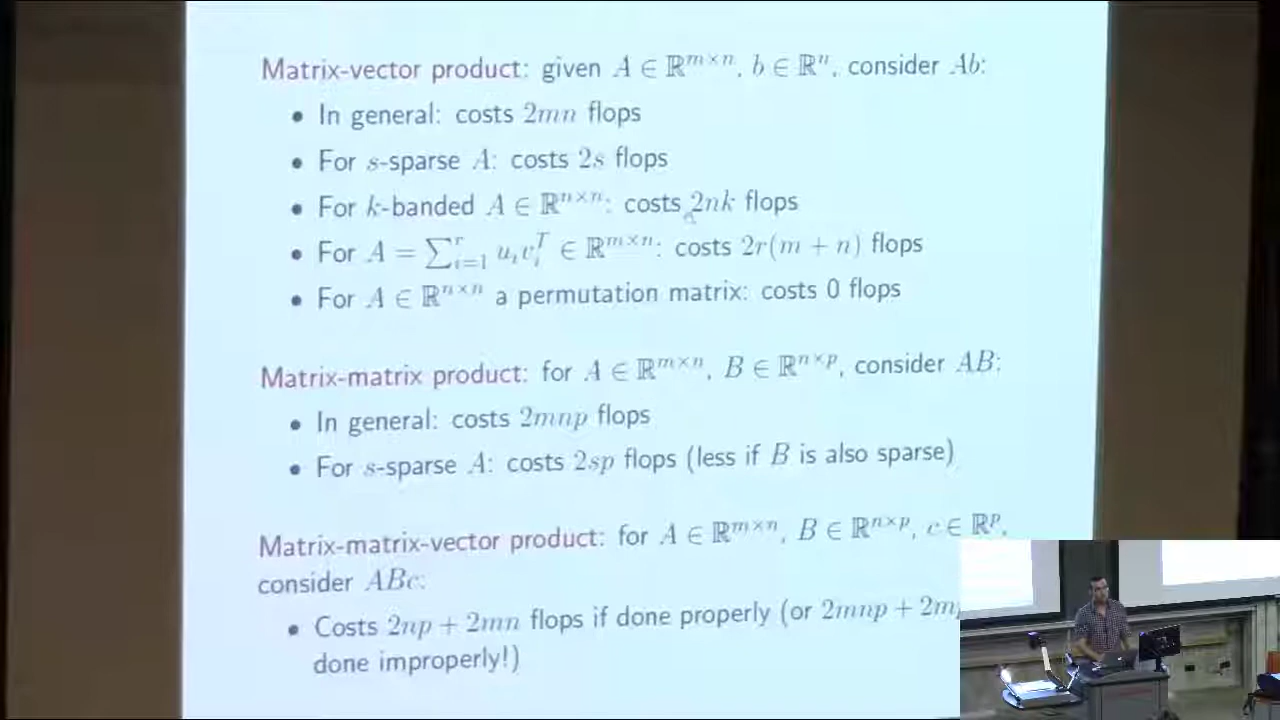 Matrix-vector product: given A ∈ ℝ^{m×n}, b ∈ ℝ^n, consider Ab:
• In general: costs 2mn flops
• For s-sparse A: costs 2s flops
• For k-banded A ∈ ℝ^{n×n}: costs 2nk flops
• For A = ∑_{i=1}^r u_i v_i^T ∈ ℝ^{m×n}: costs 2r(m + n) flops
• For A ∈ ℝ^{n×n} a permutation matrix: costs 0 flops
Matrix-matrix product: for A ∈ ℝ^{m×n}, B ∈ ℝ^{n×p}, consider AB:
• In general: costs 2mnp flops
• For s-sparse A: costs 2sp flops (less if B is also sparse)
Matrix-matrix-vector product: for A ∈ ℝ^{m×n}, B ∈ ℝ^{n×p}, c ∈ ℝ^p,
consider ABc:
• Costs 2np + 2mn flops if done properly (or 2mnp + 2m
done improperly!)